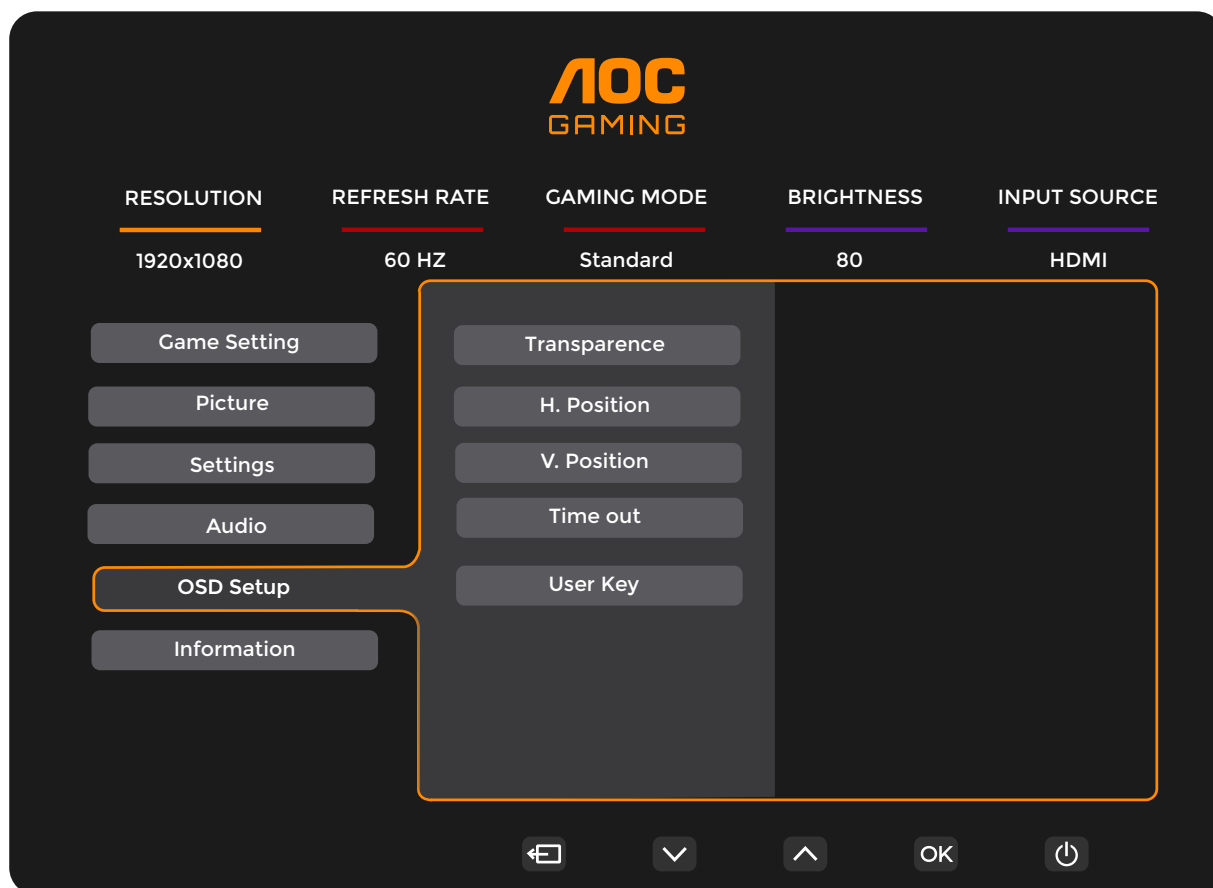 AOC
GAMING
RESOLUTION REFRESH RATE GAMING MODE BRIGHTNESS INPUT SOURCE
1920x1080 60 HZ Standard 80 HDMI
Game Setting
Picture
Settings
Audio
OSD Setup
Information
Transparence
H. Position
V. Position
Time out
User Key
OK